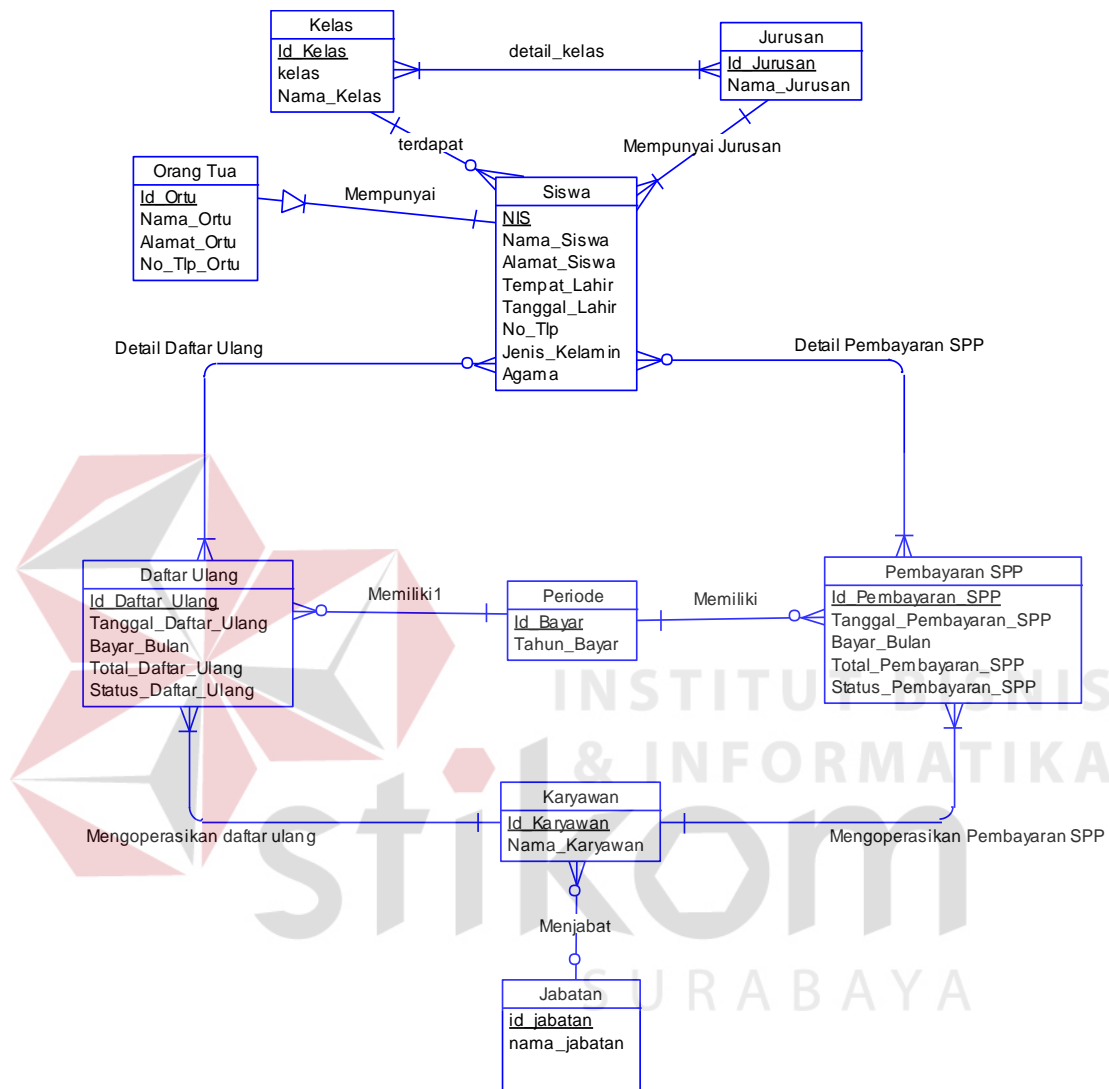 Kelas
Id_Kelas
kelas
Nama_Kelas
detail_kelas
Jurusan
Id_Jurusan
Nama_Jurusan
terdapat
Mempunyai Jurusan
Orang Tua
Id_Ortu
Nama_Ortu
Alamat_Ortu
No_Tlp_Ortu
Mempunyai
Siswa
NIS
Nama_Siswa
Alamat_Siswa
Tempat_Lahir
Tanggal_Lahir
No_Tlp
Jenis_Kelamin
Agama
Detail Daftar Ulang
Detail Pembayaran SPP
Daftar Ulang
Id_Daftar_Ulang
Tanggal_Daftar_Ulang
Bayar_Bulan
Total_Daftar_Ulang
Status_Daftar_Ulang
Memiliki1
Periode
Id_Bayar
Tahun_Bayar
Memiliki
Pembayaran SPP
Id_Pembayaran_SPP
Tanggal_Pembayaran_SPP
Bayar_Bulan
Total_Pembayaran_SPP
Status_Pembayaran_SPP
INSTITUT BISNIS
& INFORMATIKA
stikom
SURABAYA
Mengoperasikan daftar ulang
Karyawan
Id_Karyawan
Nama_Karyawan
Mengoperasikan Pembayaran SPP
Menjabat
Jabatan
id_jabatan
nama_jabatan